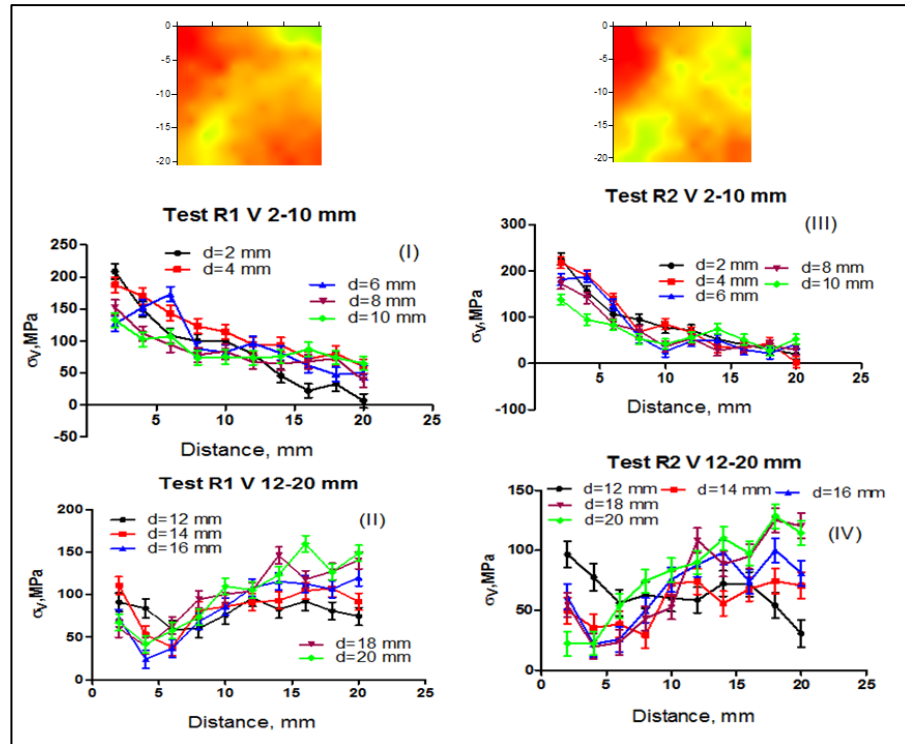 0
-5
-10
-15
-20
0
-5
-10
-15
-20
Test R1 V 2-10 mm
(I)
d=2 mm
d=4 mm
d=6 mm
d=8 mm
d=10 mm
250
200
150
100
50
0
-50
σV,MPa
5
10
15
20
25
Distance, mm
Test R2 V 2-10 mm
(III)
d=2 mm
d=4 mm
d=6 mm
d=8 mm
d=10 mm
300
200
100
0
-100
σV,MPa
5
10
15
20
25
Distance, mm
Test R1 V 12-20 mm
(II)
d=12 mm
d=14 mm
d=16 mm
d=18 mm
d=20 mm
200
150
100
50
0
σV,MPa
0
5
10
15
20
25
Distance, mm
Test R2 V 12-20 mm
(IV)
d=12 mm
d=14 mm
d=16 mm
d=18 mm
d=20 mm
150
100
50
0
σV,MPa
0
5
10
15
20
25
Distance, mm